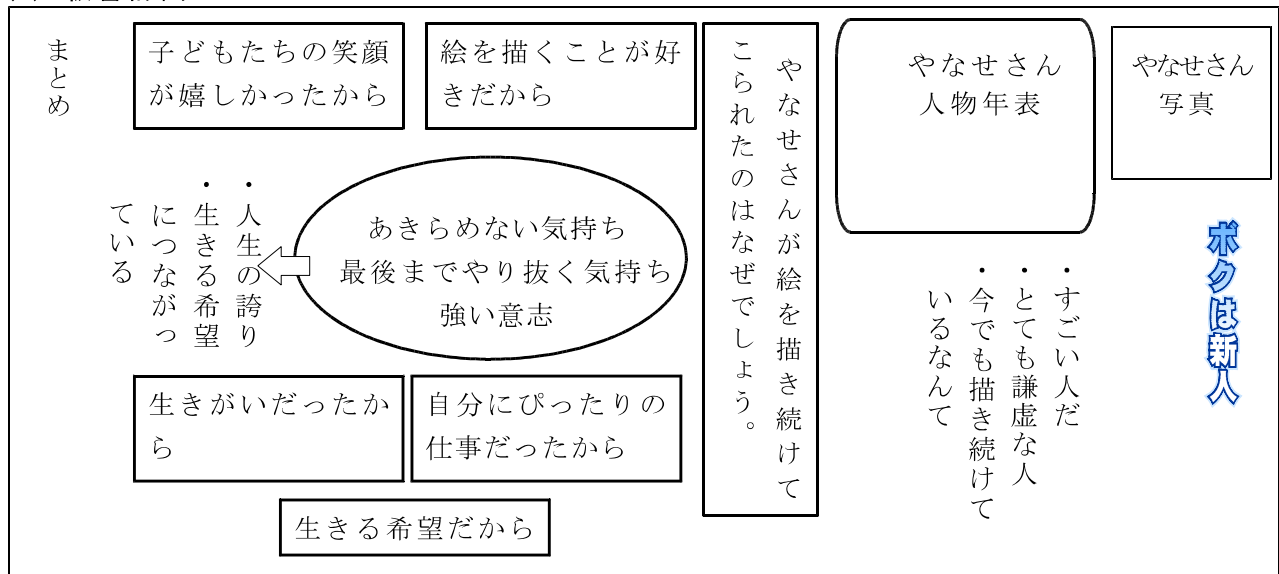 やなせさん
写真
ボクは新人
やなせさん
人物年表
・すごい人だ
・とても謙虚な人
・今でも描き続けて
いるなんて
やなせさんが絵を描き続けて
こられたのはなぜでしょう。
絵を描くことが好
きだから
子どもたちの笑顔
が嬉しかったから
あきらめない気持ち
最後までやり抜く気持ち
強い意志
自分にぴったりの
仕事だったから
生きがいだったか
ら
生きる希望だから
・人生の誇り
・生きる希望
につながっ
ている
まとめ